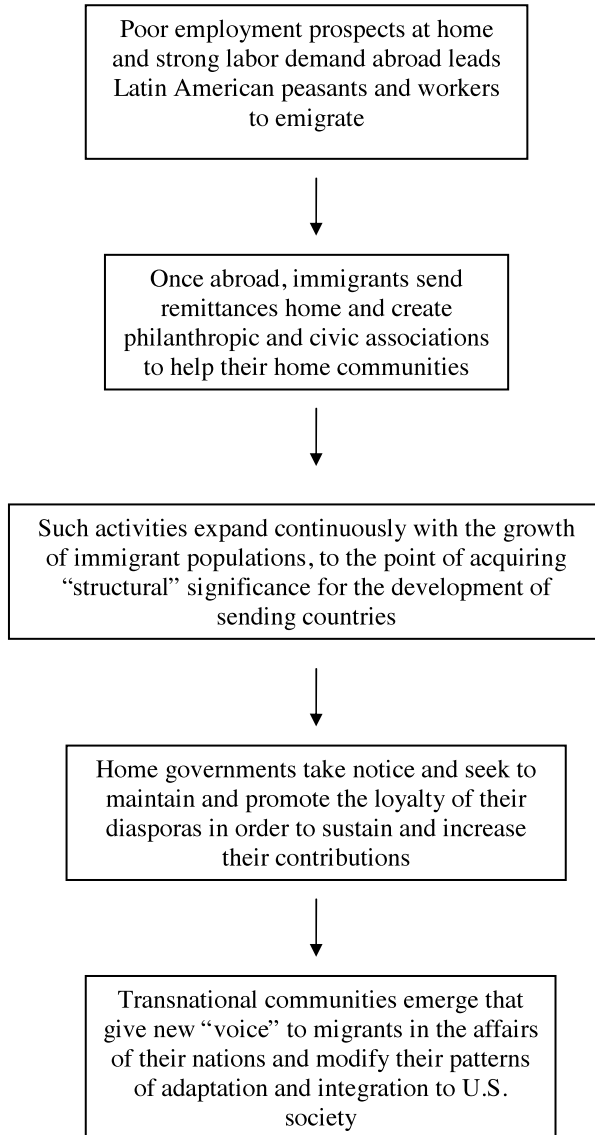 Poor employment prospects at home
and strong labor demand abroad leads
Latin American peasants and workers
to emigrate
Once abroad, immigrants send
remittances home and create
philanthropic and civic associations
to help their home communities
Such activities expand continuously with the growth
of immigrant populations, to the point of acquiring
“structural” significance for the development of
sending countries
Home governments take notice and seek to
maintain and promote the loyalty of their
diasporas in order to sustain and increase
their contributions
Transnational communities emerge that
give new “voice” to migrants in the affairs
of their nations and modify their patterns
of adaptation and integration to U.S.
society